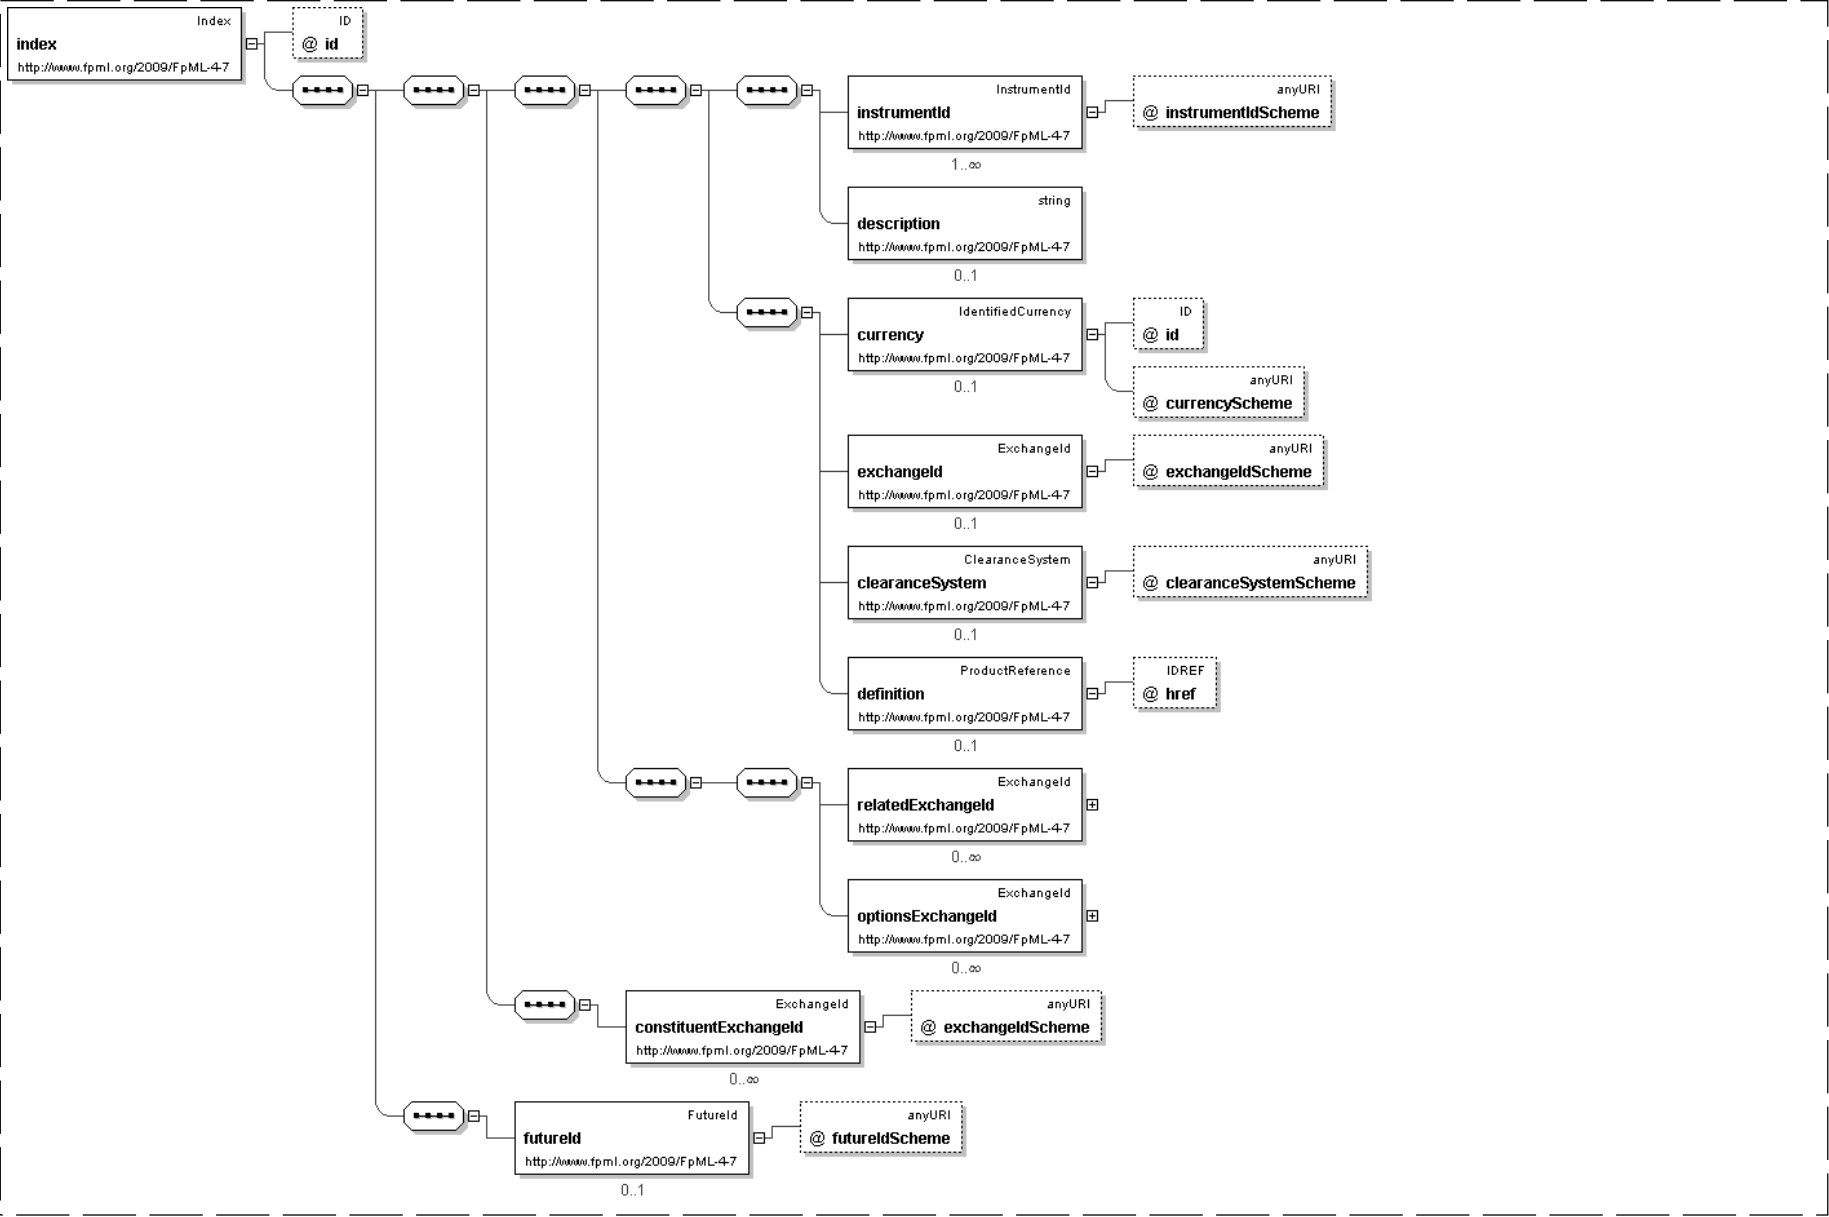 Index
index
http://www.fpml.org/2009/FpML-4-7
ID
@ id
InstrumentId
instrumentId
http://www.fpml.org/2009/FpML-4-7
1..∞
anyURI
@ instrumentIdScheme
string
description
http://www.fpml.org/2009/FpML-4-7
0..1
IdentifiedCurrency
currency
http://www.fpml.org/2009/FpML-4-7
0..1
ID
@ id
anyURI
@ currencyScheme
ExchangeId
exchangeId
http://www.fpml.org/2009/FpML-4-7
0..1
anyURI
@ exchangeIdScheme
ClearanceSystem
clearanceSystem
http://www.fpml.org/2009/FpML-4-7
0..1
anyURI
@ clearanceSystemScheme
ProductReference
definition
http://www.fpml.org/2009/FpML-4-7
0..1
IDREF
@ href
ExchangeId
relatedExchangeId
http://www.fpml.org/2009/FpML-4-7
0..∞
ExchangeId
optionsExchangeId
http://www.fpml.org/2009/FpML-4-7
0..∞
ExchangeId
constituentExchangeId
http://www.fpml.org/2009/FpML-4-7
0..∞
anyURI
@ exchangeIdScheme
FutureId
futureId
http://www.fpml.org/2009/FpML-4-7
0..1
anyURI
@ futureIdScheme